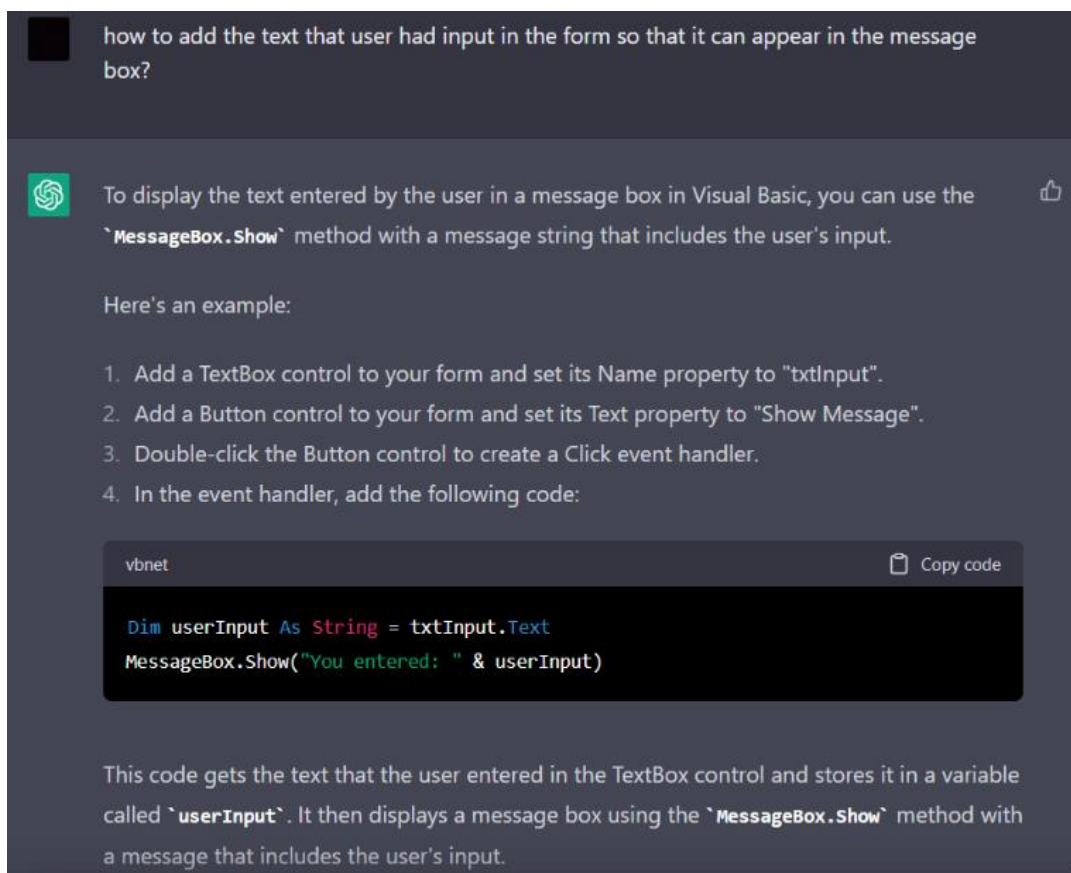 how to add the text that user had input in the form so that it can appear in the message
box?
To display the text entered by the user in a message box in Visual Basic, you can use the
`MessageBox.Show` method with a message string that includes the user's input.
Here's an example:
1. Add a TextBox control to your form and set its Name property to "txtInput".
2. Add a Button control to your form and set its Text property to "Show Message".
3. Double-click the Button control to create a Click event handler.
4. In the event handler, add the following code:
vbnet Copy code
Dim userInput As String = txtInput.Text
MessageBox.Show("You entered: " & userInput)
This code gets the text that the user entered in the TextBox control and stores it in a variable
called `userInput`. It then displays a message box using the `MessageBox.Show` method with
a message that includes the user's input.